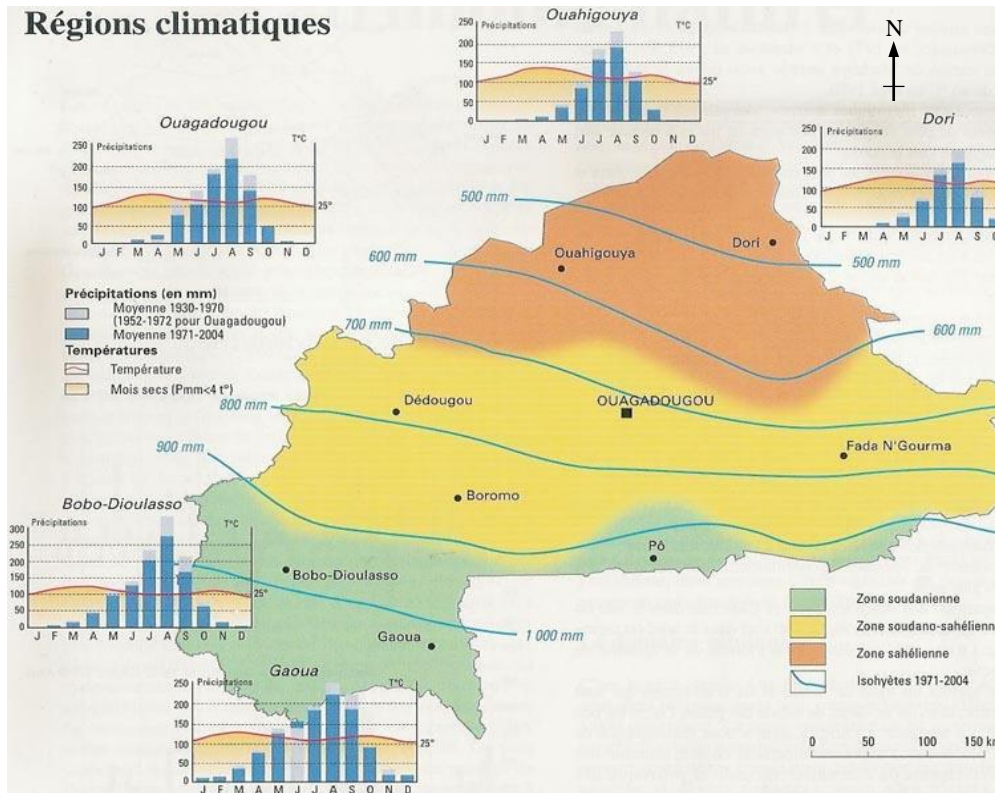 Régions climatiques
Ouahigouya
Précipitations
T°C
250
200
150
100
50
0
25°
J F M A M J J A S O N D
N
Ouagadougou
Précipitations
T°C
250
200
150
100
50
0
25°
J F M A M J J A S O N D
Dori
Précipitations
250
200
150
100
50
0
J F M A M J J A S O N D
Précipitations (en mm)
Moyenne 1930-1970
(1952-1972 pour Ouagadougou)
Moyenne 1971-2004
Températures
Température
Mois secs (Pmm<4 t°)
500 mm
500 mm
600 mm
600 mm
700 mm
800 mm
900 mm
1 000 mm
Dori
Ouahigouya
Dédougou
OUAGADOUGOU
Fada N'Gourma
Boromo
Pô
Bobo-Dioulasso
Gaoua
Bobo-Dioulasso
Précipitations
T°C
300
250
200
150
100
50
0
25°
J F M A M J J A S O N D
Gaoua
Précipitations
T°C
250
200
150
100
50
0
25°
J F M A M J J A S O N D
Zone soudanienne
Zone soudano-sahélienne
Zone sahélienne
Isohyètes 1971-2004
0 50 100 150 km